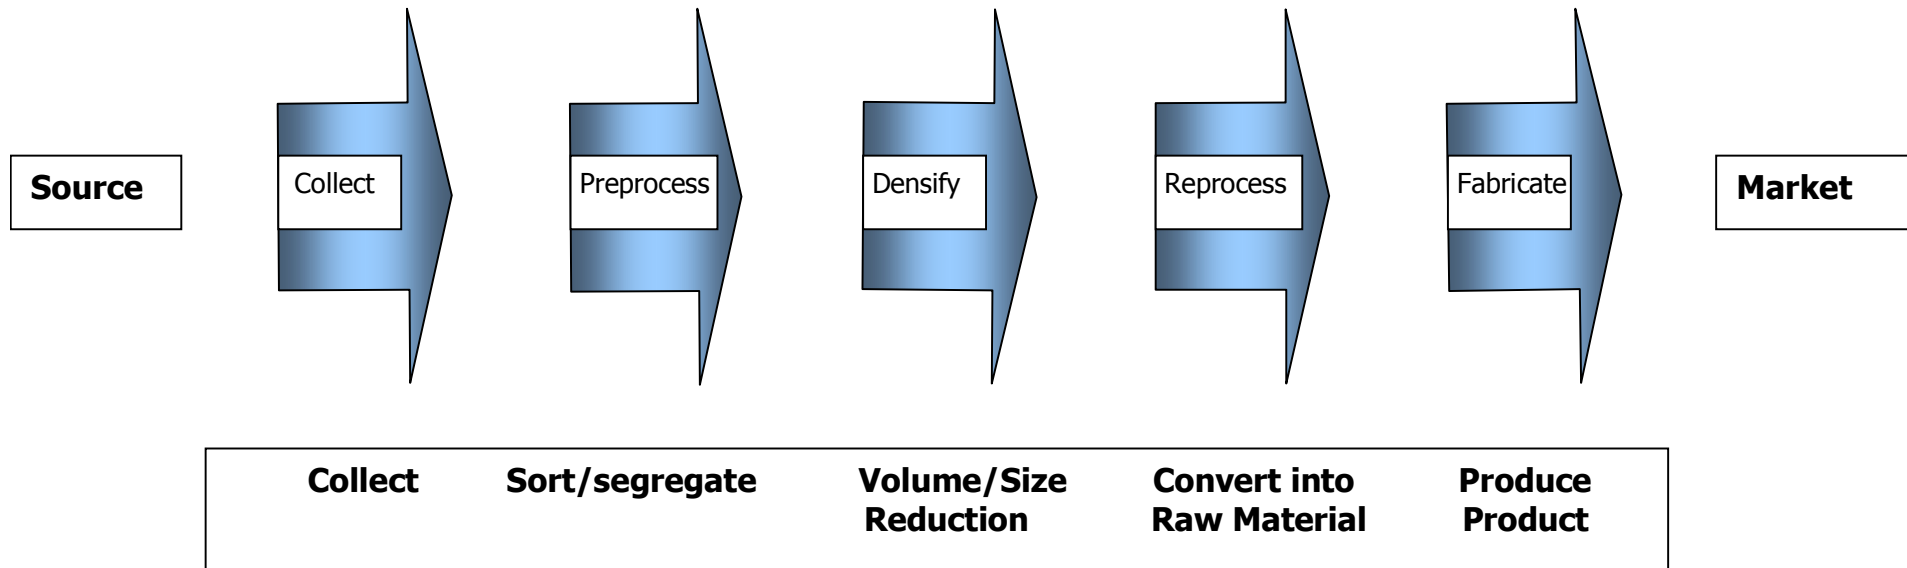 Source
Collect
Preprocess
Densify
Reprocess
Fabricate
Market
Collect
Sort/segregate
Volume/Size
Reduction
Convert into
Raw Material
Produce
Product